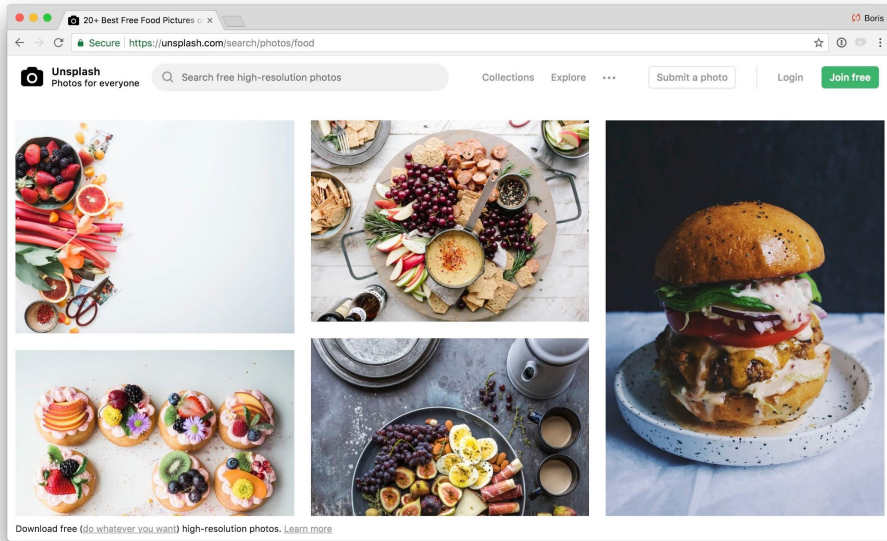 20+ Best Free Food Pictures o
Boris
Secure https://unsplash.com/search/photos/food
Unsplash
Photos for everyone
Search free high-resolution photos
Collections
Explore
Submit a photo
Login
Join free
Download free (do whatever you want) high-resolution photos. Learn more